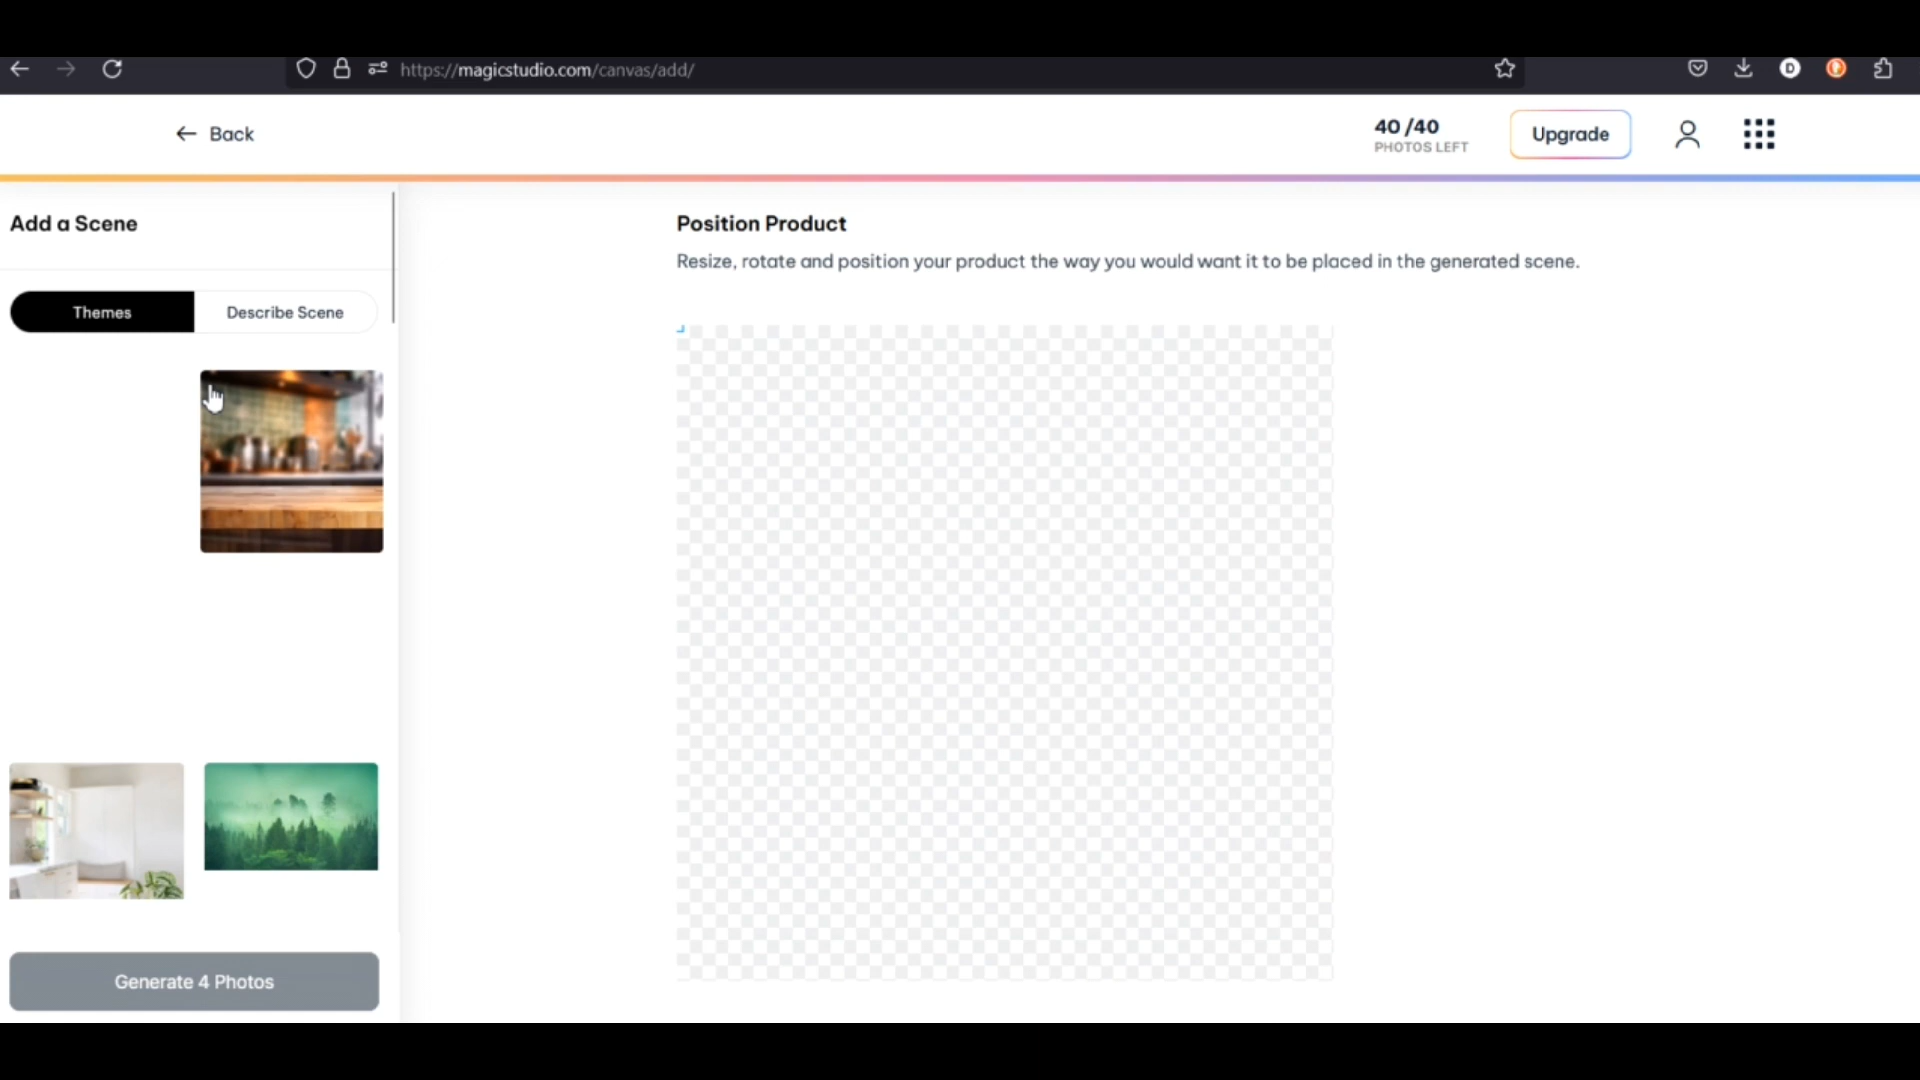 https://magicstudio.com/canvas/add/
D
Back
40 /40
PHOTOS LEFT
Upgrade
Add a Scene
Themes
Describe Scene
Generate 4 Photos
Position Product
Resize, rotate and position your product the way you would want it to be placed in the generated scene.